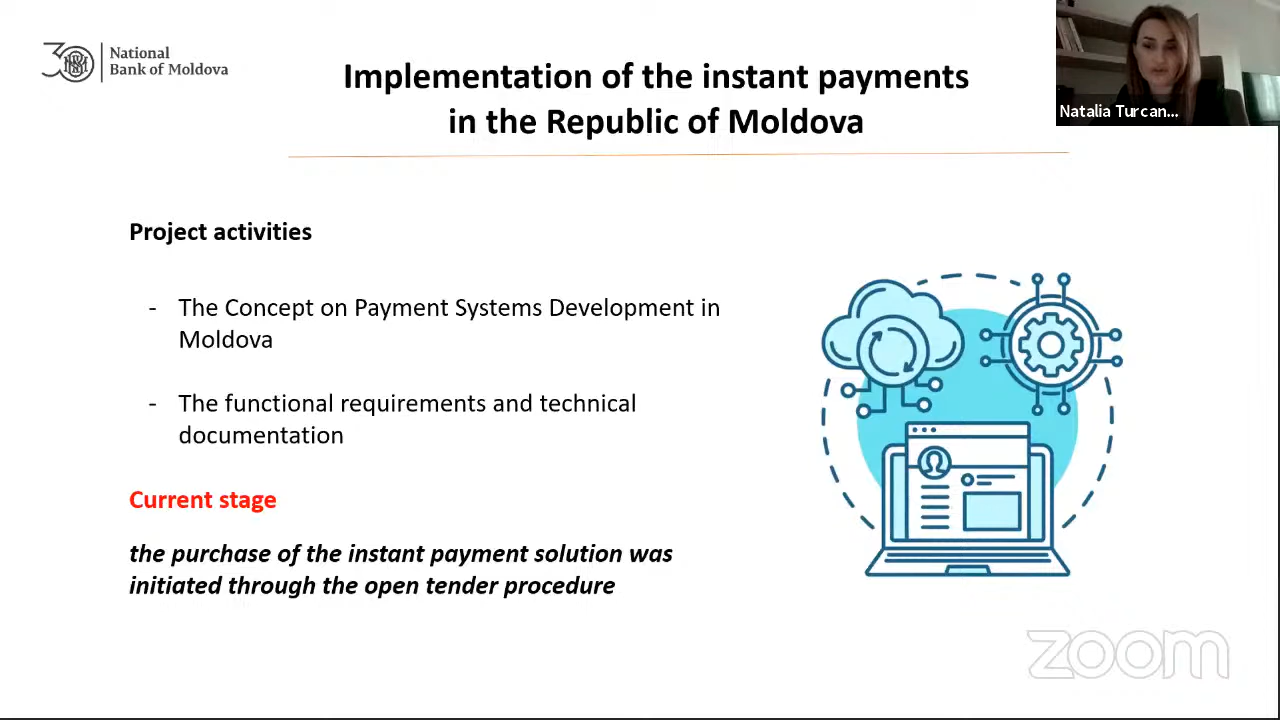 30
National
Bank of Moldova
Implementation of the instant payments
in the Republic of Moldova
Natalia Turcan...
Project activities
- The Concept on Payment Systems Development in
Moldova
- The functional requirements and technical
documentation
Current stage
the purchase of the instant payment solution was
initiated through the open tender procedure
zoom